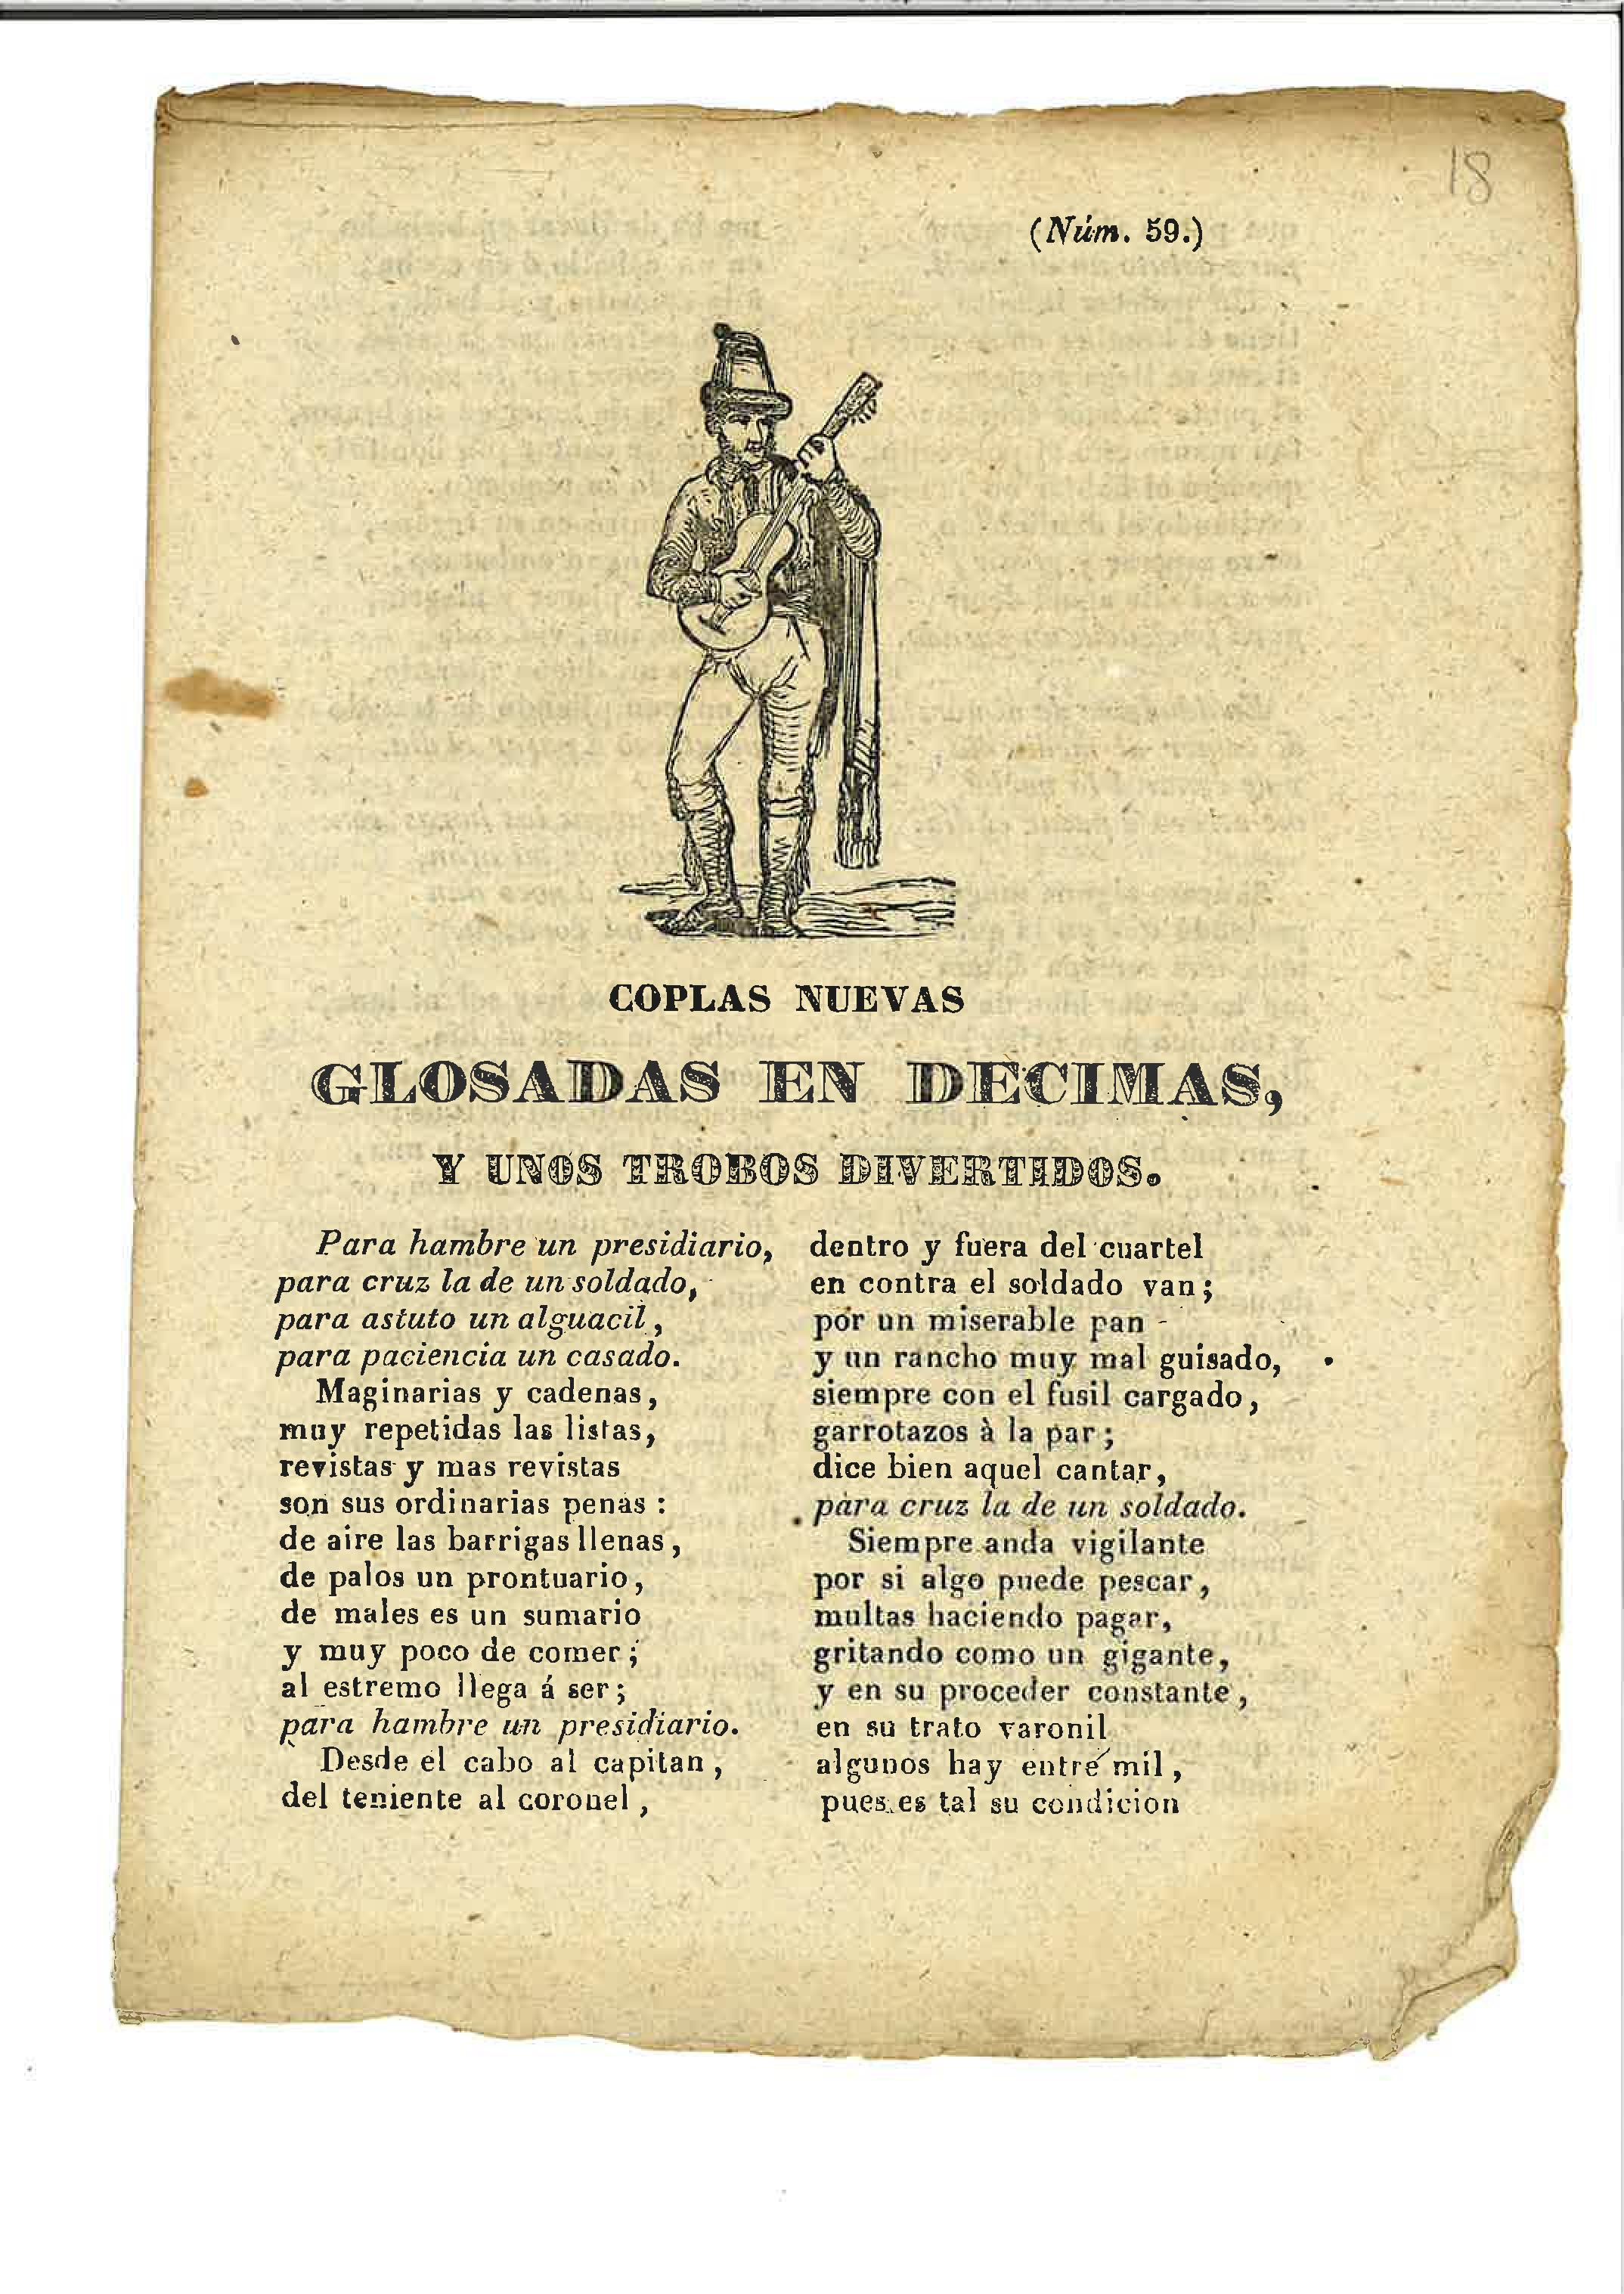 18
(Núm. 59.)
COPLAS NUEVAS
GLOSADAS EN DECIMAS,
Y UNOS TROBOS DIVERTIDOS.
Para hambre un presidiario,
para cruz la de un soldado,
para astuto un alguacil,
para paciencia un casado.
Maginarias y cadenas,
muy repetidas las listas,
revistas y mas revistas
son sus ordinarias penas :
de aire las barrigas llenas,
de palos un prontuario,
de males es un sumario
y muy poco de comer;
al estremo llega á ser;
para hambre un presidiario.
Desde el cabo al capitan,
del teniente al coronel,
dentro y fuera del cuartel
en contra el soldado van;
por un miserable pan
y un rancho muy mal guisado,
siempre con el fusil cargado,
garrotazos à la par;
dice bien aquel cantar,
para cruz la de un soldado.
Siempre anda vigilante
por si algo puede pescar,
multas haciendo pagar,
gritando como un gigante,
y en su proceder constante,
en su trato varonil
algunos hay entre mil,
pues es tal su condicion